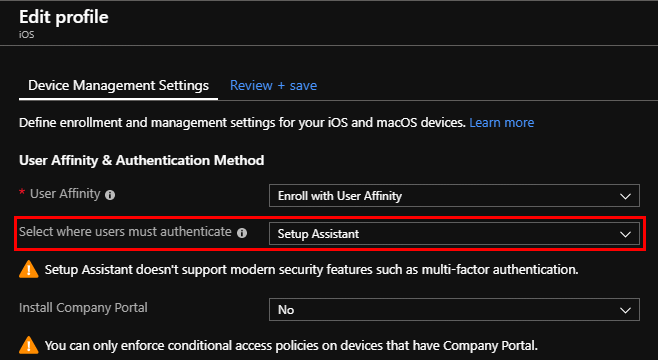 Edit profile
iOS
Device Management Settings Review + save
Define enrollment and management settings for your iOS and macOS devices. Learn more
User Affinity & Authentication Method
* User Affinity Enroll with User Affinity
Select where users must authenticate Setup Assistant
Setup Assistant doesn't support modern security features such as multi-factor authentication.
Install Company Portal No
You can only enforce conditional access policies on devices that have Company Portal.